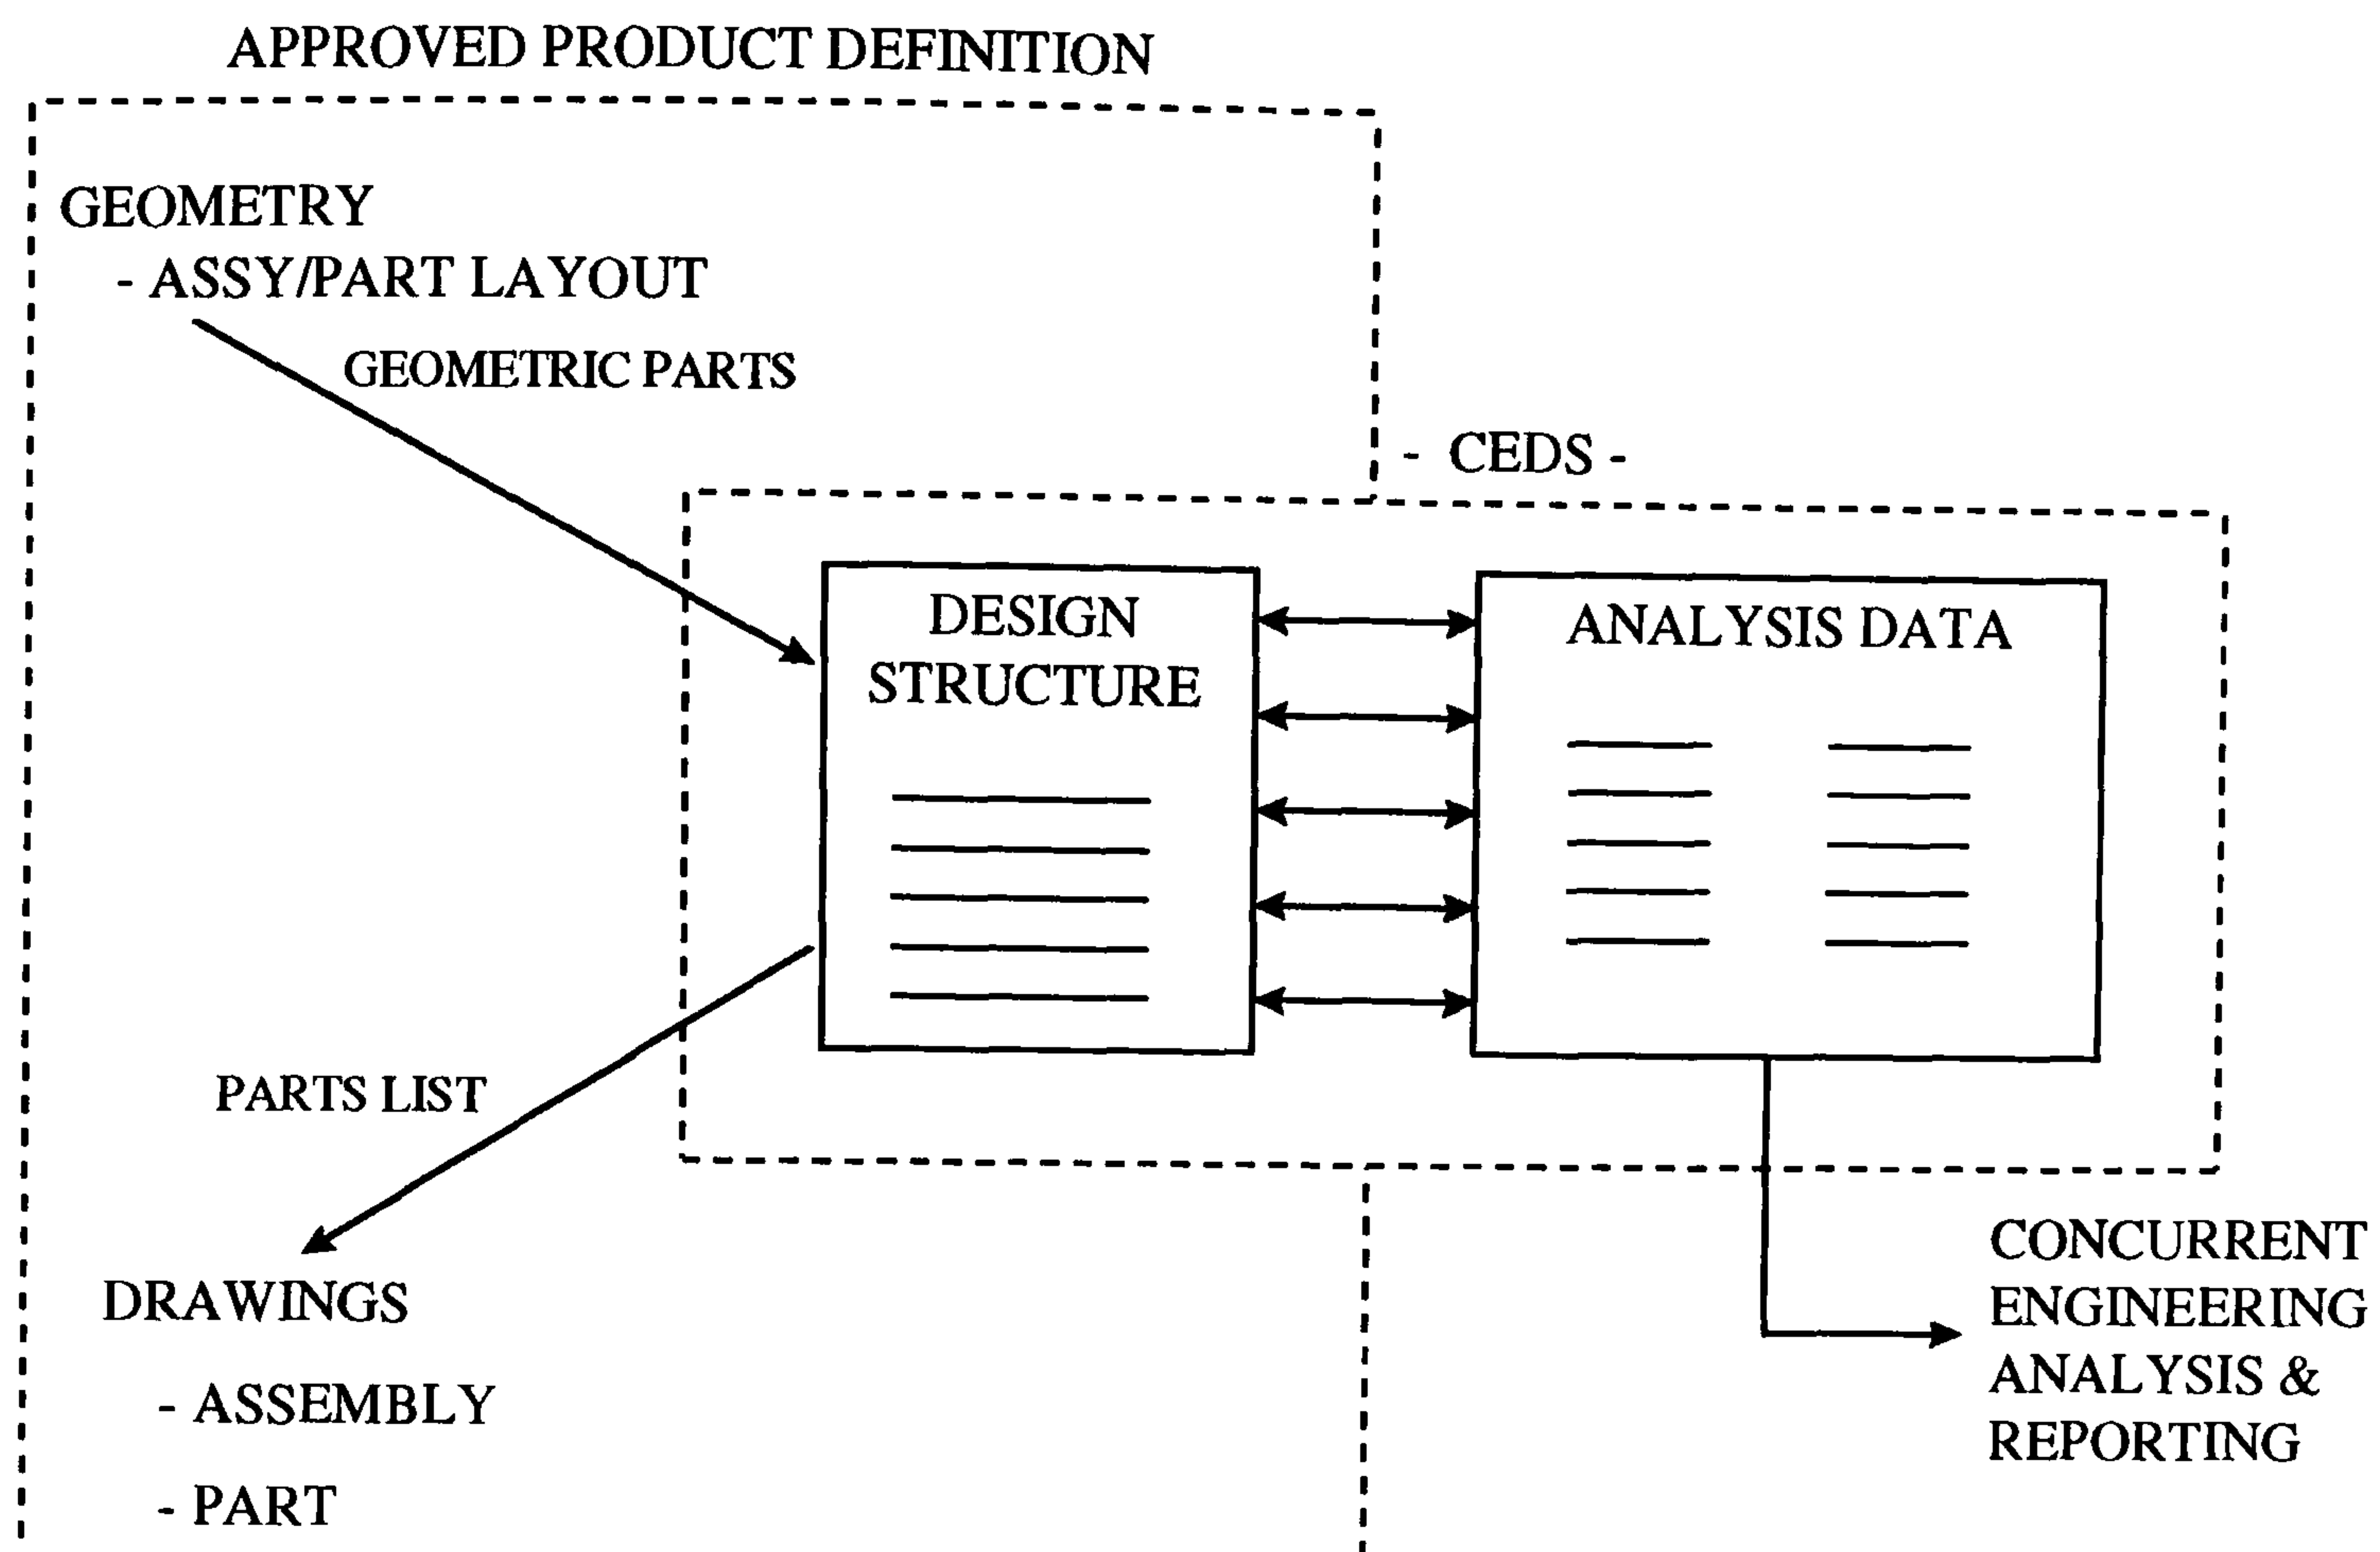 APPROVED PRODUCT DEFINITION
GEOMETRY
- ASSY/PART LAYOUT
GEOMETRIC PARTS
- CEDS -
DESIGN
STRUCTURE
ANALYSIS DATA
PARTS LIST
DRAWINGS
- ASSEMBLY
- PART
CONCURRENT
ENGINEERING
ANALYSIS &
REPORTING